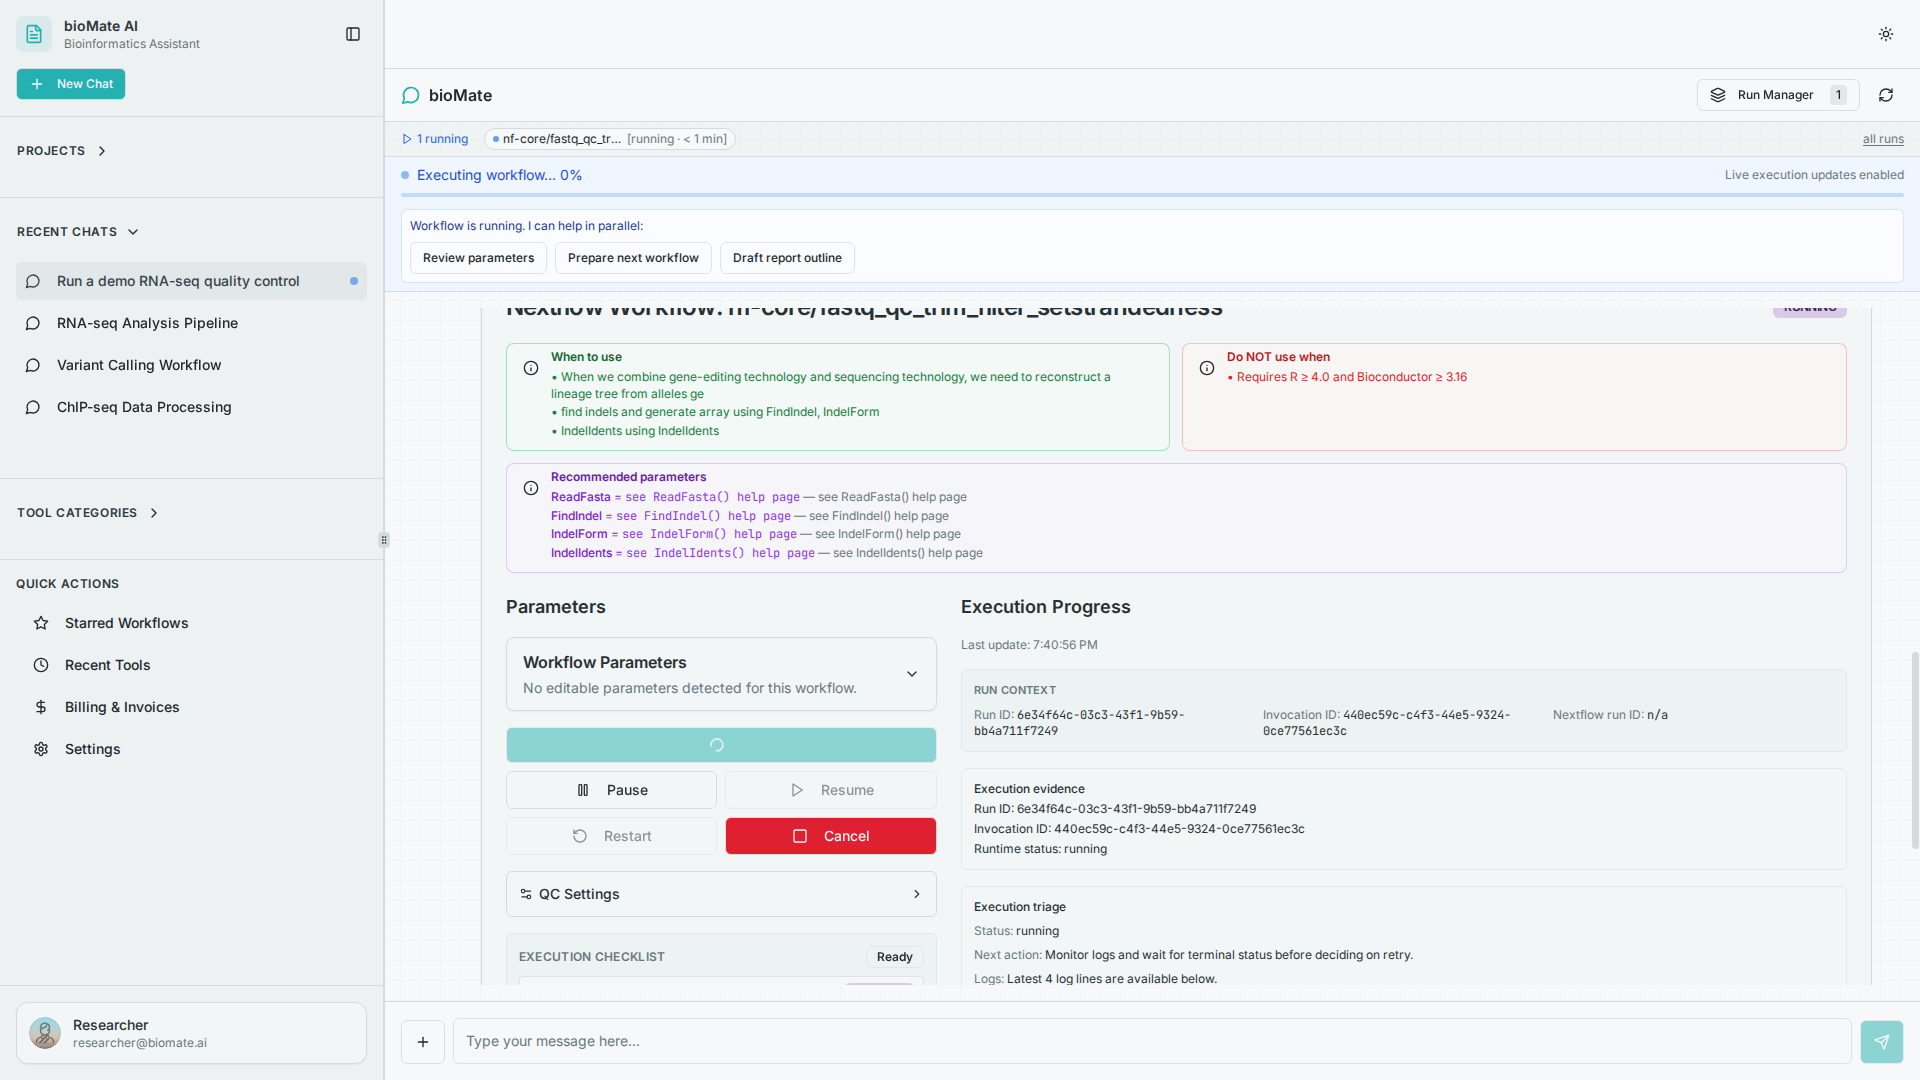 bioMate AI
Bioinformatics Assistant
New Chat
PROJECTS
RECENT CHATS
Run a demo RNA-seq quality control
RNA-seq Analysis Pipeline
Variant Calling Workflow
ChIP-seq Data Processing
TOOL CATEGORIES
QUICK ACTIONS
Starred Workflows
Recent Tools
Billing & Invoices
Settings
Researcher
researcher@biomate.ai
bioMate
Run Manager 1
1 running nf-core/fastq_qc_tr... [running · < 1 min]
all runs
Executing workflow... 0%
Live execution updates enabled
Workflow is running. I can help in parallel:
Review parameters
Prepare next workflow
Draft report outline
Nextflow Workflow: nf-core/fastq_qc_trim_filter_setstrandedness
RUNNING
When to use
• When we combine gene-editing technology and sequencing technology, we need to reconstruct a
lineage tree from alleles ge
• find indels and generate array using FindIndel, IndelForm
• IndelIdents using IndelIdents
Do NOT use when
• Requires R ≥ 4.0 and Bioconductor ≥ 3.16
Recommended parameters
ReadFasta = see ReadFasta() help page — see ReadFasta() help page
FindIndel = see FindIndel() help page — see FindIndel() help page
IndelForm = see IndelForm() help page — see IndelForm() help page
IndelIdents = see IndelIdents() help page — see IndelIdents() help page
Parameters
Workflow Parameters
No editable parameters detected for this workflow.
Pause
Resume
Restart
Cancel
QC Settings
EXECUTION CHECKLIST
Ready
Execution Progress
Last update: 7:40:56 PM
RUN CONTEXT
Run ID: 6e34f64c-03c3-43f1-9b59-
bb4a711f7249
Invocation ID: 440ec59c-c4f3-44e5-9324-
0ce77561ec3c
Nextflow run ID: n/a
Execution evidence
Run ID: 6e34f64c-03c3-43f1-9b59-bb4a711f7249
Invocation ID: 440ec59c-c4f3-44e5-9324-0ce77561ec3c
Runtime status: running
Execution triage
Status: running
Next action: Monitor logs and wait for terminal status before deciding on retry.
Logs: Latest 4 log lines are available below.
Type your message here...